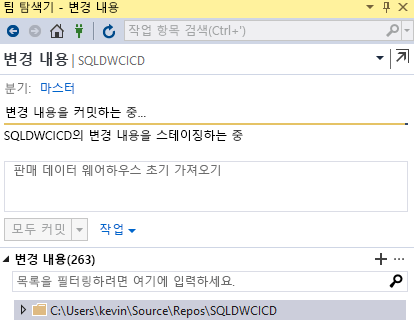 팀 탐색기 - 변경 내용
작업 항목 검색(Ctrl+')
변경 내용 | SQLDWCICD
분기: 마스터
변경 내용을 커밋하는 중...
SQLDWCICD의 변경 내용을 스테이징하는 중
판매 데이터 웨어하우스 초기 가져오기
모두 커밋 작업
변경 내용(263)
목록을 필터링하려면 여기에 입력하세요.
C:\Users\kevin\Source\Repos\SQLDWCICD